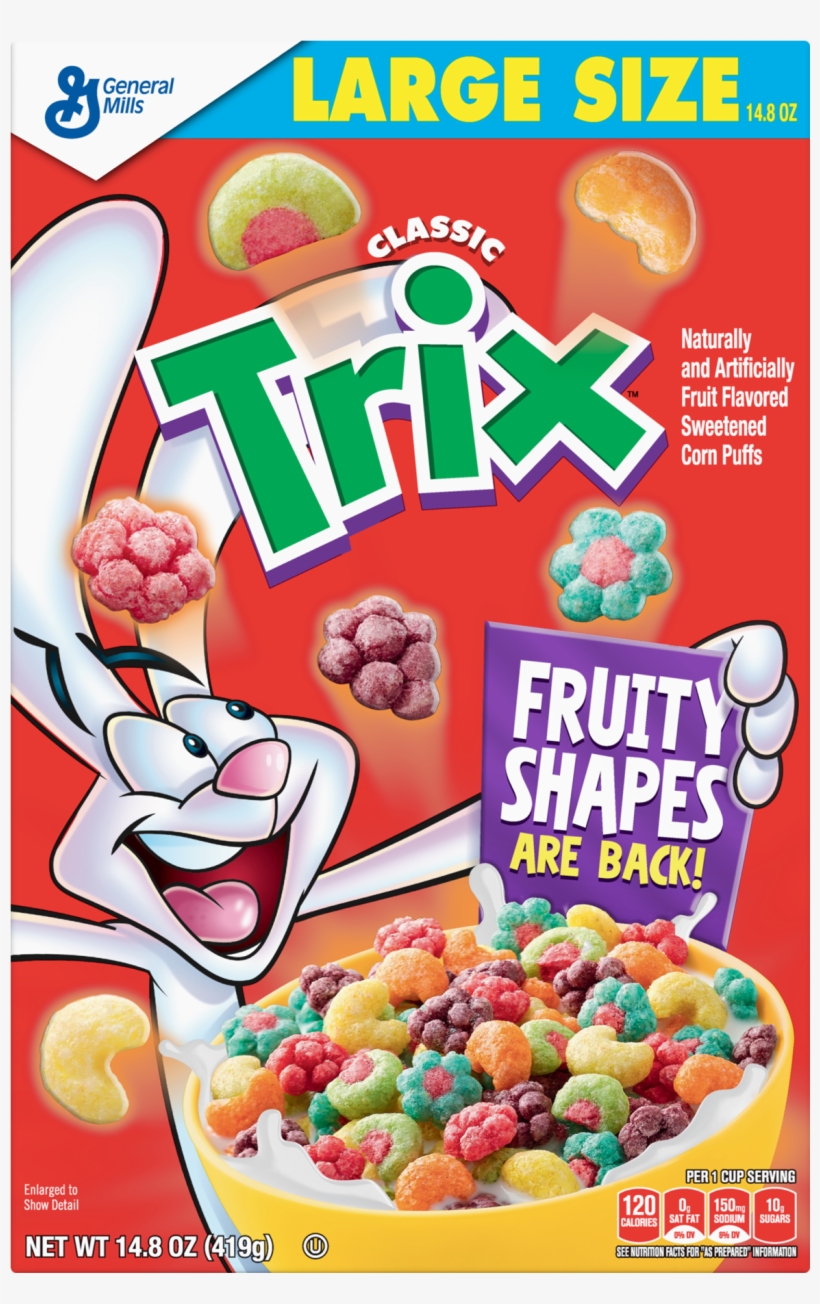 General
Mills
LARGE SIZE 14.8 OZ
CLASSIC
Trix™
Naturally
and Artificially
Fruit Flavored
Sweetened
Corn Puffs
FRUITY
SHAPES
ARE BACK!
Enlarged to
Show Detail
NET WT 14.8 OZ (419g) U
PER 1 CUP SERVING
120 CALORIES
0g SAT FAT 0% DV
150mg SODIUM 6% DV
10g SUGARS
SEE NUTRITION FACTS FOR "AS PREPARED" INFORMATION